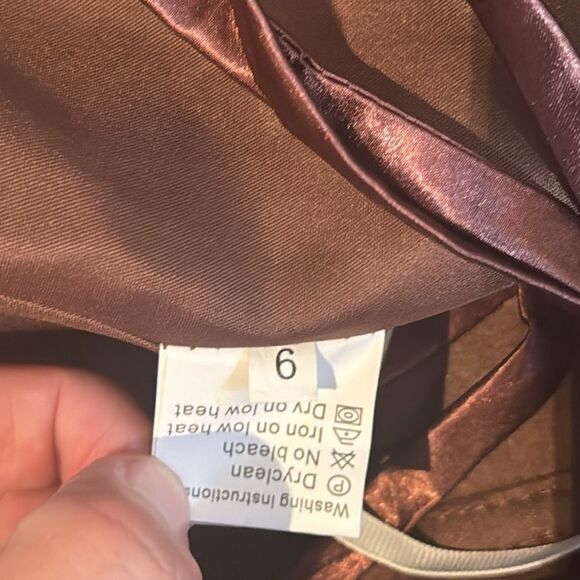 Washing Instructions
P Dryclean
No bleach
Iron on low heat
Dry on low heat
6